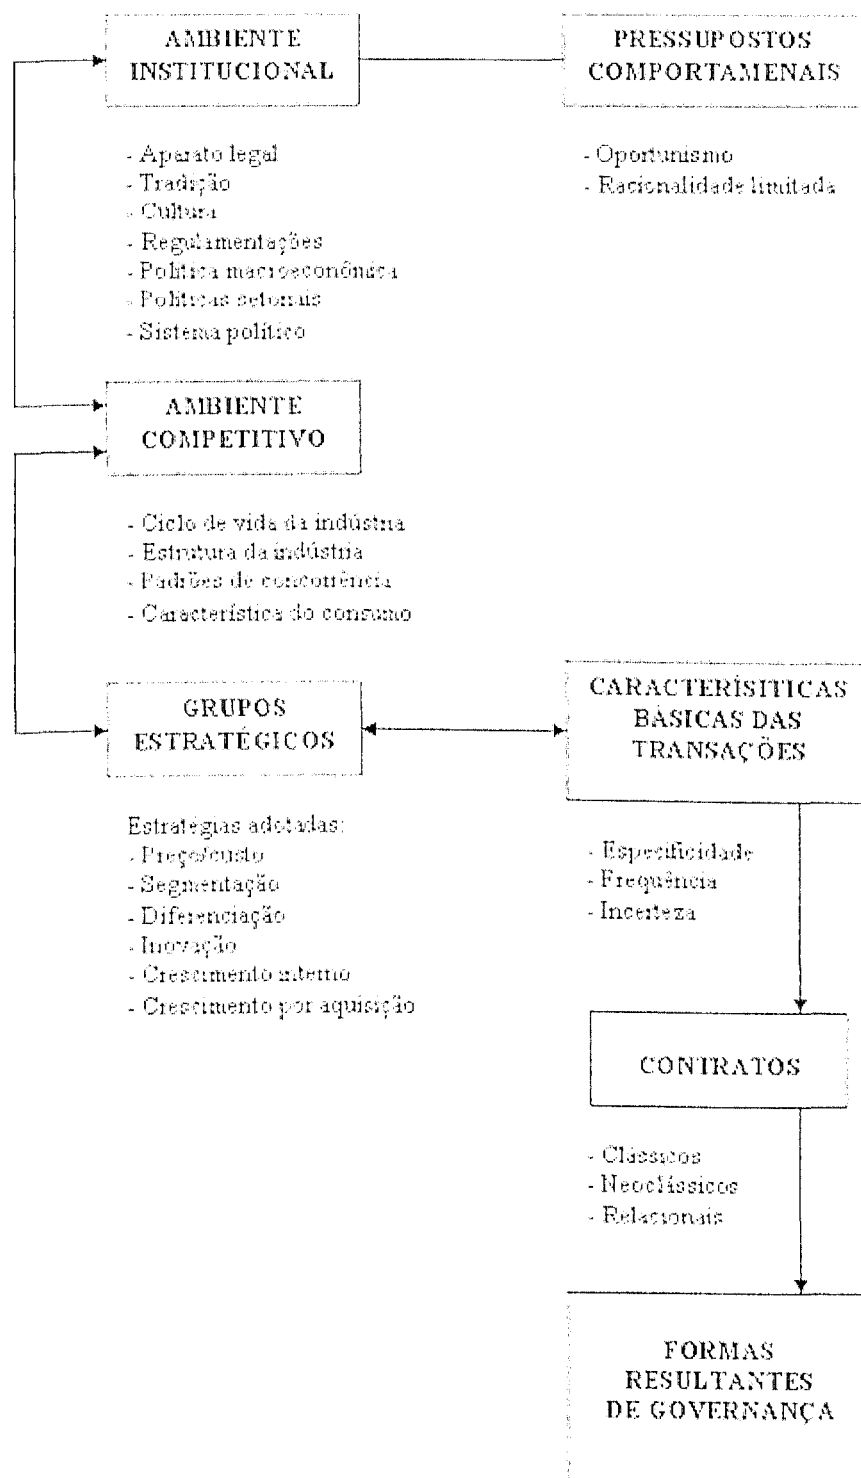 AMBIENTE
INSTITUCIONAL
PRESSUPOSTOS
COMPORTAMENAIS
- Aparato legal
- Tradição
- Cultura
- Regulamentações
- Política macroeconômica
- Políticas setoriais
- Sistema político
- Oportunismo
- Racionalidade limitada
AMBIENTE
COMPETITIVO
- Ciclo de vida da indústria
- Estrutura da indústria
- Padrões de concorrência
- Característica do consumo
GRUPOS
ESTRATÉGICOS
CARACTERÍSITICAS
BÁSICAS DAS
TRANSAÇÕES
Estratégias adotadas:
- Preço/custo
- Segmentação
- Diferenciação
- Inovação
- Crescimento interno
- Crescimento por aquisição
- Especificidade
- Frequência
- Incerteza
CONTRATOS
- Clássicos
- Neoclássicos
- Relacionais
FORMAS
RESULTANTES
DE GOVERNANÇA